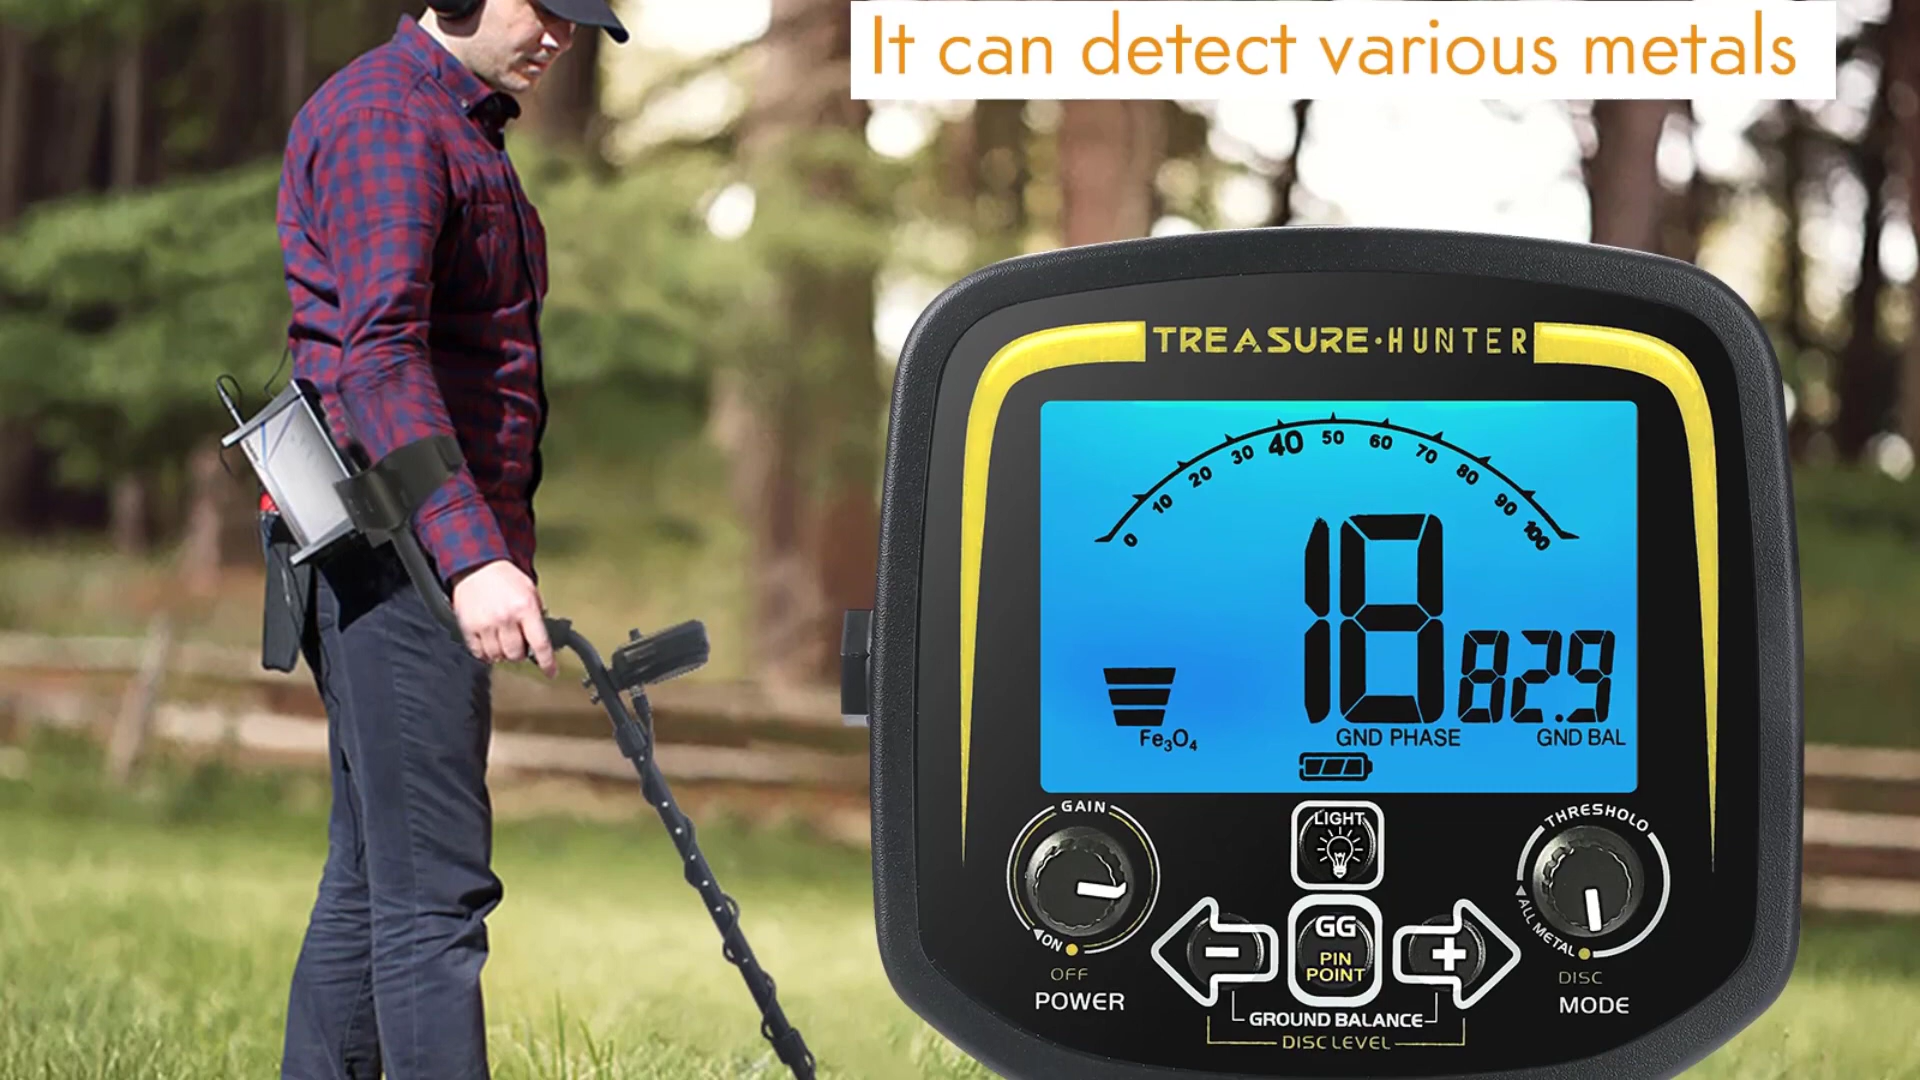 It can detect various metals
TREASURE·HUNTER
0 10 20 30 40 50 60 70 80 90 100
18 82.9
Fe₃O₄ GND PHASE GND BAL
GAIN
LIGHT
THRESHOLO
◀ON
OFF
POWER
−
GG
PIN
POINT
+
▲ALL METAL
DISC
MODE
GROUND BALANCE
DISC LEVEL